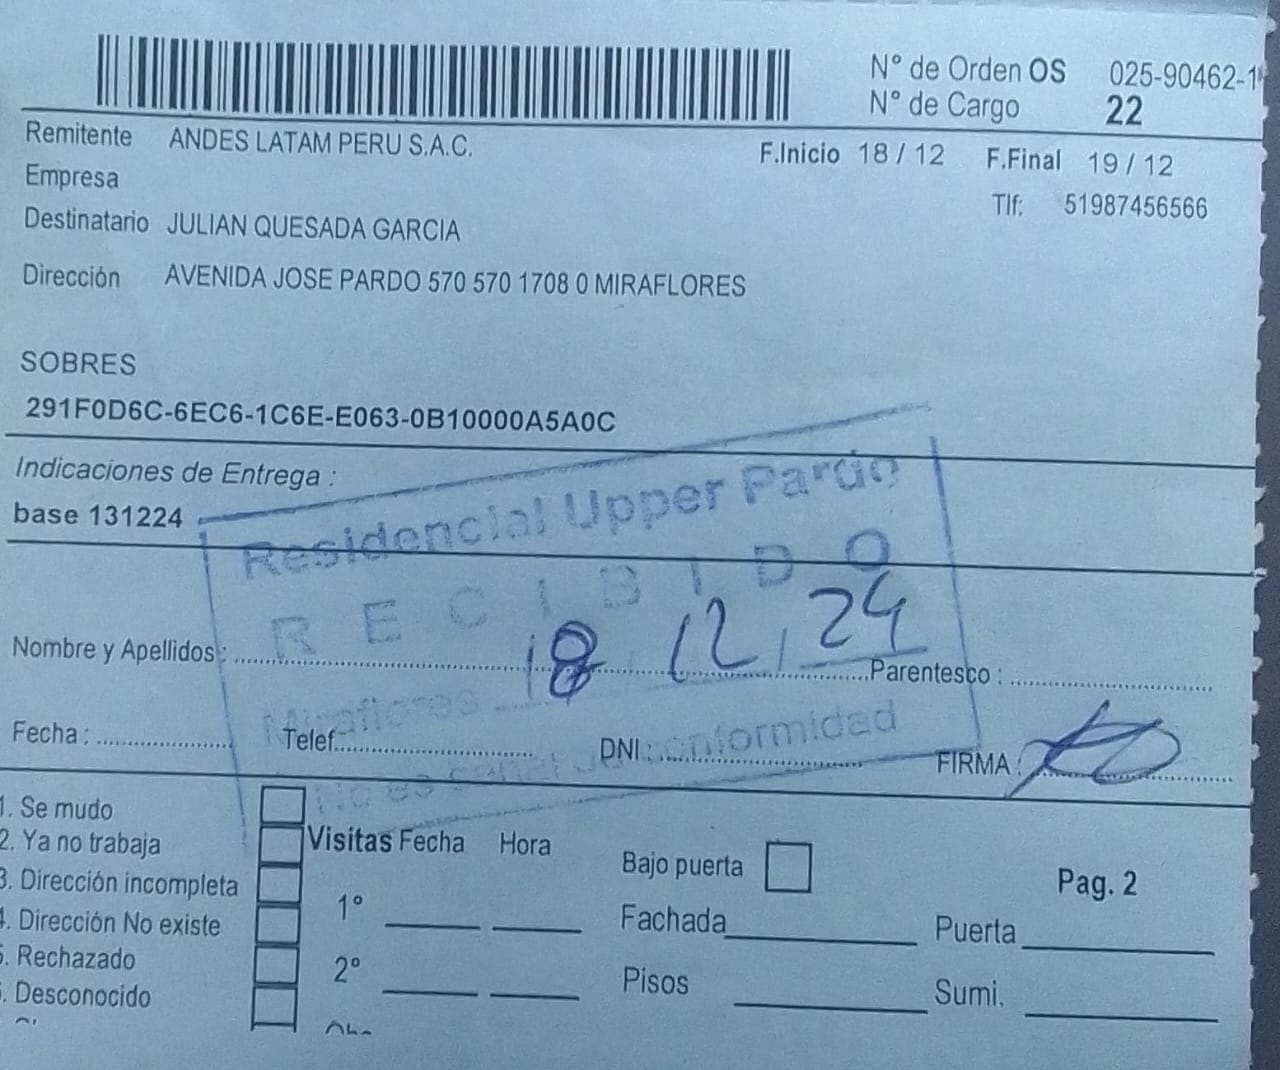 N° de Orden OS 025-90462-1
N° de Cargo 22
Remitente ANDES LATAM PERU S.A.C.
F.Inicio 18 / 12 F.Final 19 / 12
Empresa
Tlf: 51987456566
Destinatario JULIAN QUESADA GARCIA
Dirección AVENIDA JOSE PARDO 570 570 1708 0 MIRAFLORES
SOBRES
291F0D6C-6EC6-1C6E-E063-0B10000A5A0C
Indicaciones de Entrega :
base 131224
Residencial Upper Pardo
R E C I B I D O
18 12 24
Nombre y Apellidos : Parentesco :
Miraflores
Fecha : Telef. DNI : FIRMA :
No es conformidad
1. Se mudo
2. Ya no trabaja
3. Dirección incompleta
4. Dirección No existe
5. Rechazado
. Desconocido
Visitas Fecha Hora
1°
2°
Bajo puerta
Fachada
Pisos
Pag. 2
Puerta
Sumi.